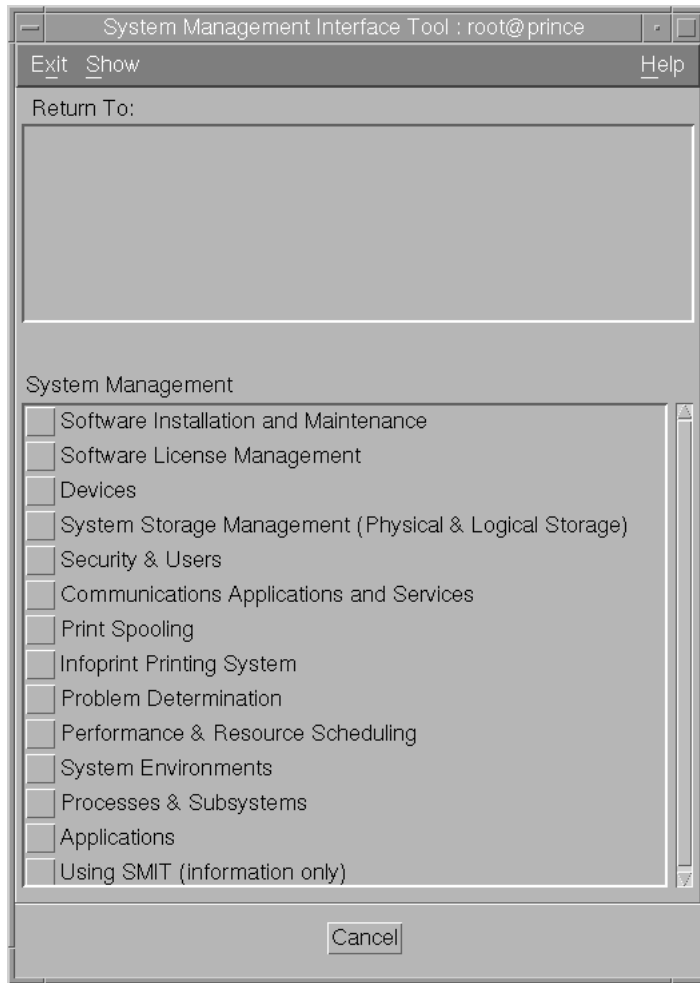 System Management Interface Tool : root@prince
Exit Show Help
Return To:
System Management
Software Installation and Maintenance
Software License Management
Devices
System Storage Management (Physical & Logical Storage)
Security & Users
Communications Applications and Services
Print Spooling
Infoprint Printing System
Problem Determination
Performance & Resource Scheduling
System Environments
Processes & Subsystems
Applications
Using SMIT (information only)
Cancel